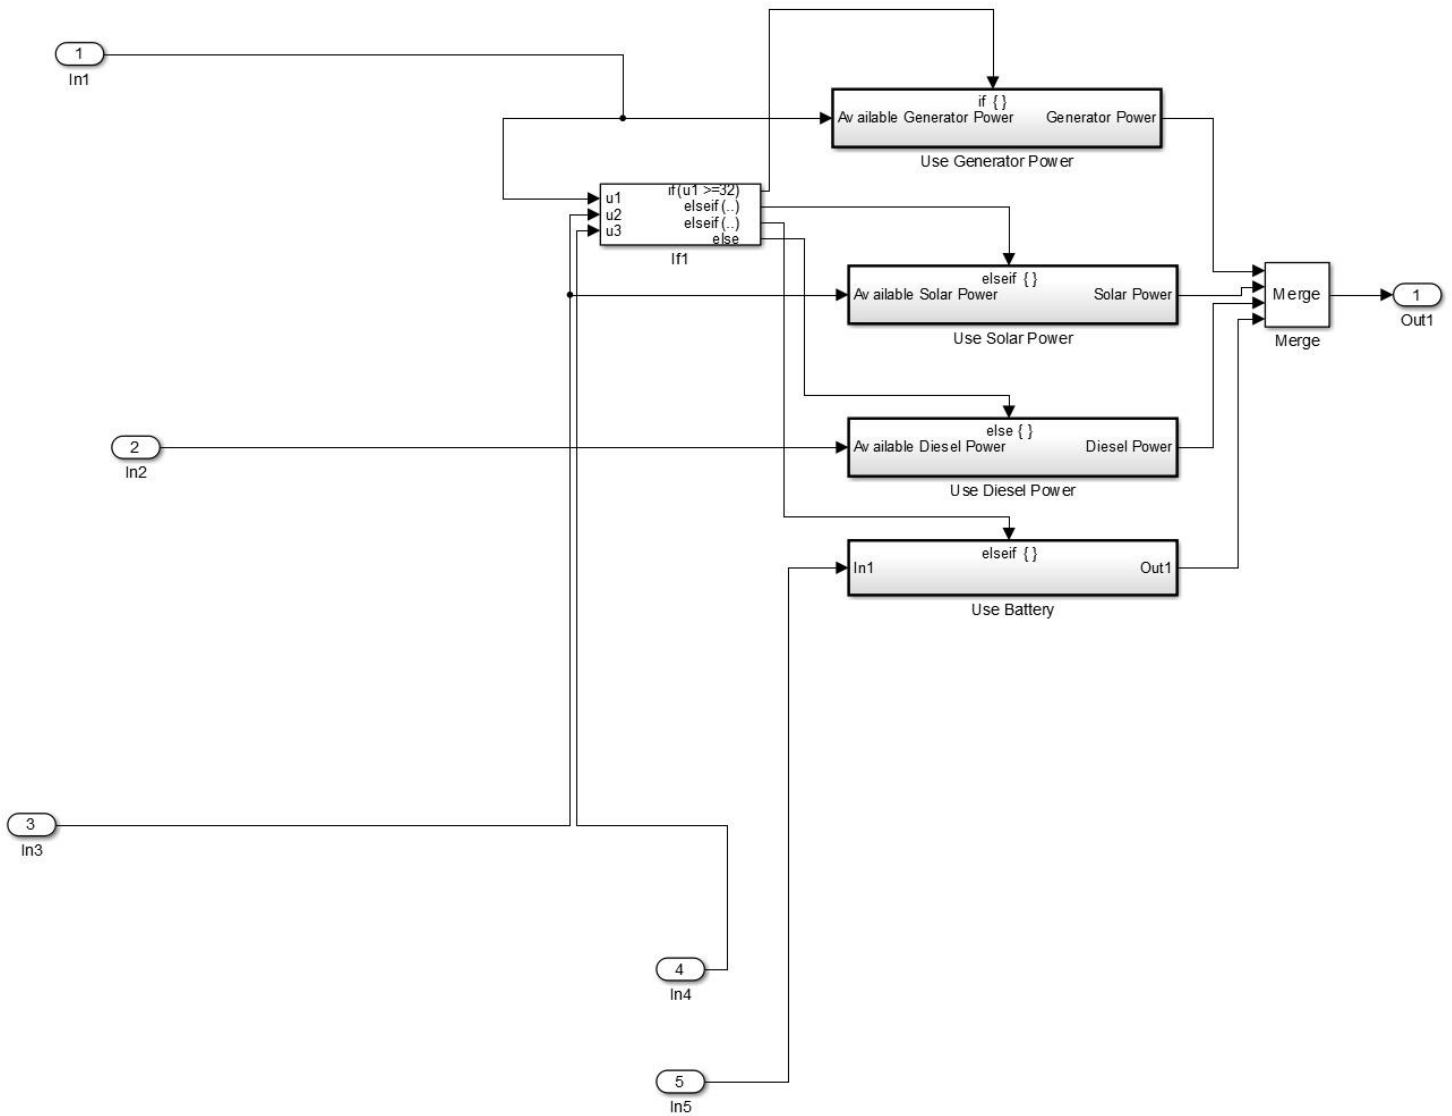 1
In1
if { }
Av ailable Generator Power Generator Power
Use Generator Power
u1 if(u1 >=32)
u2 elseif(..)
u3 elseif(..)
else
If1
elseif { }
Av ailable Solar Power Solar Power
Use Solar Power
Merge
Merge
1
Out1
2
In2
else { }
Av ailable Diesel Power Diesel Power
Use Diesel Power
elseif { }
In1 Out1
Use Battery
3
In3
4
In4
5
In5